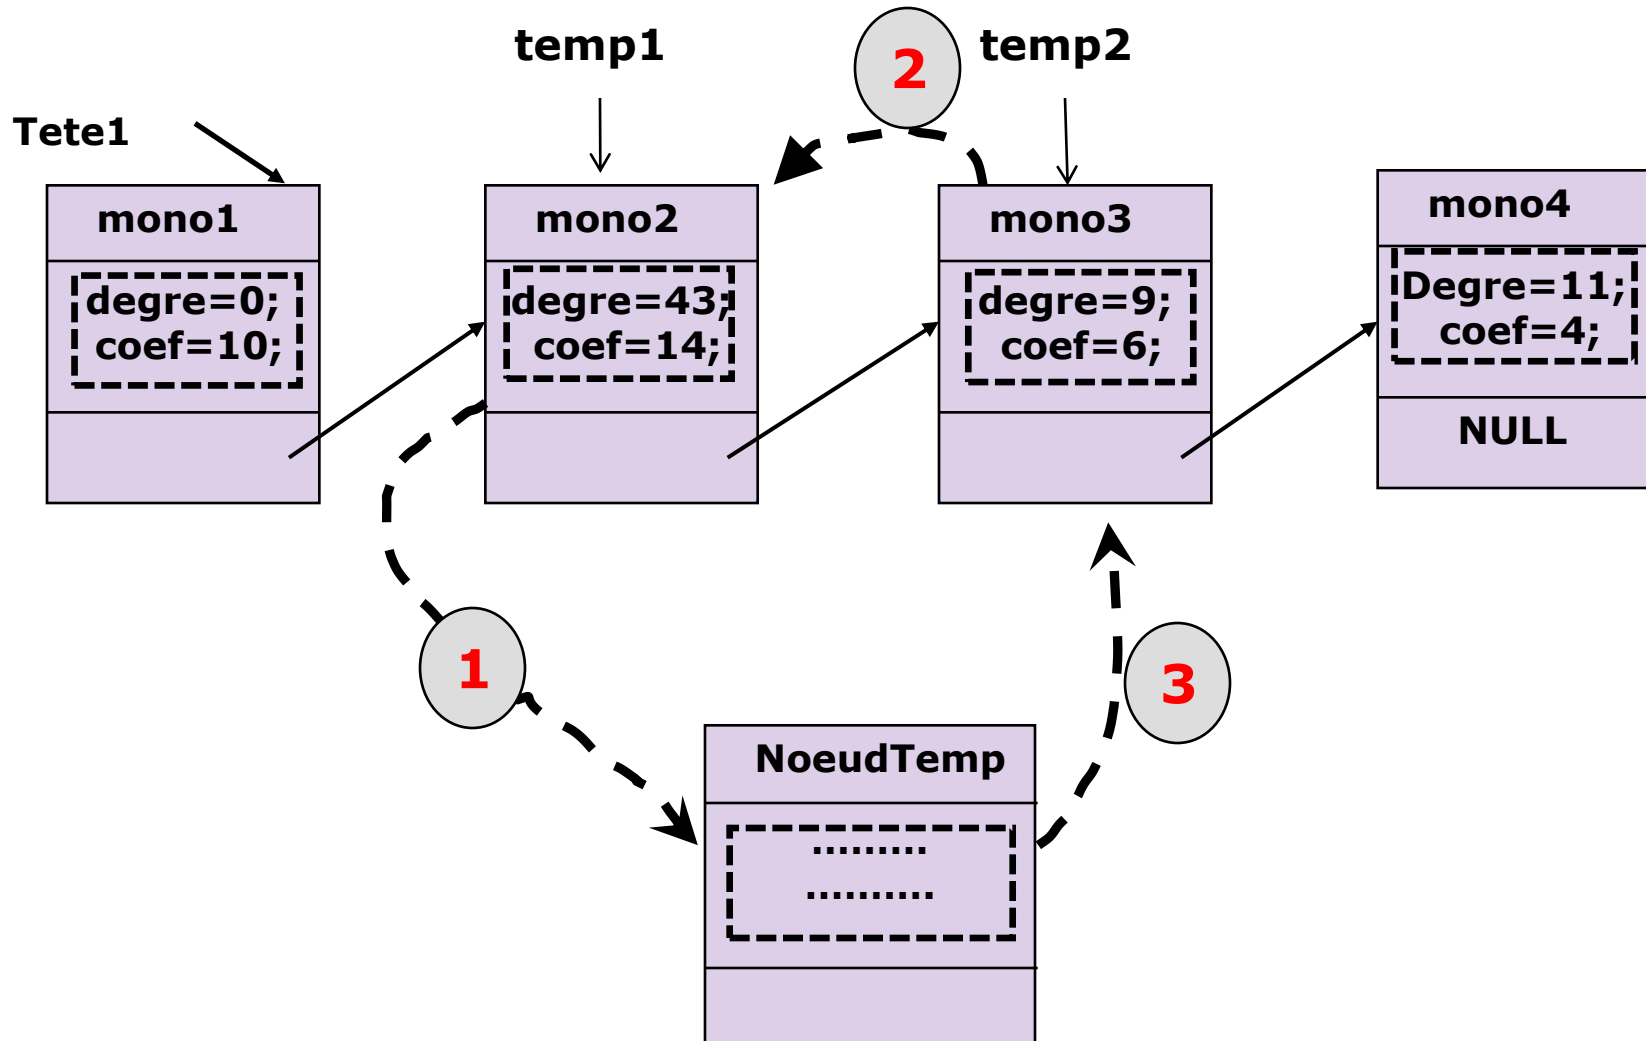 temp1
2
temp2
Tete1
mono1
degre=0;
coef=10;
mono2
degre=43;
coef=14;
mono3
degre=9;
coef=6;
mono4
Degre=11;
coef=4;
NULL
1
3
NoeudTemp
.........
..........